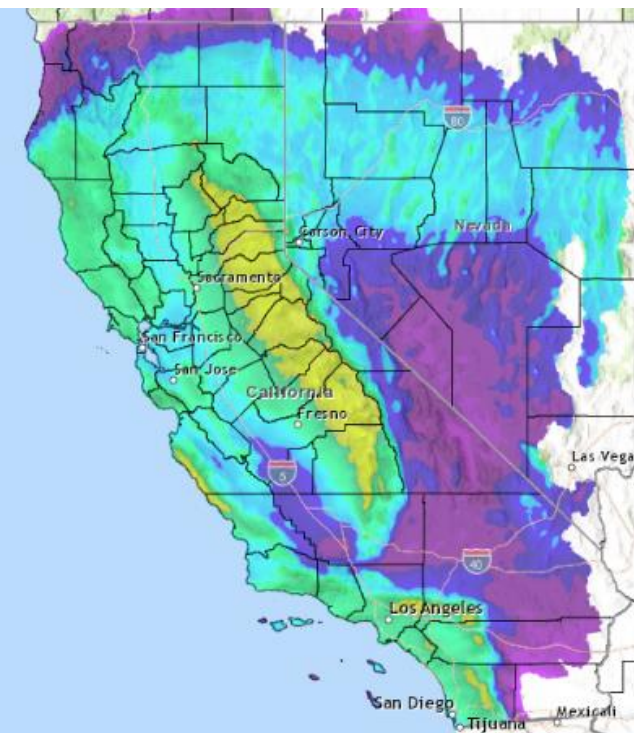 80
Nevada
Carson City
Sacramento
San Francisco
San Jose
California
Fresno
5
Las Vega
40
Los Angeles
San Diego
Mexicali
Tijuana